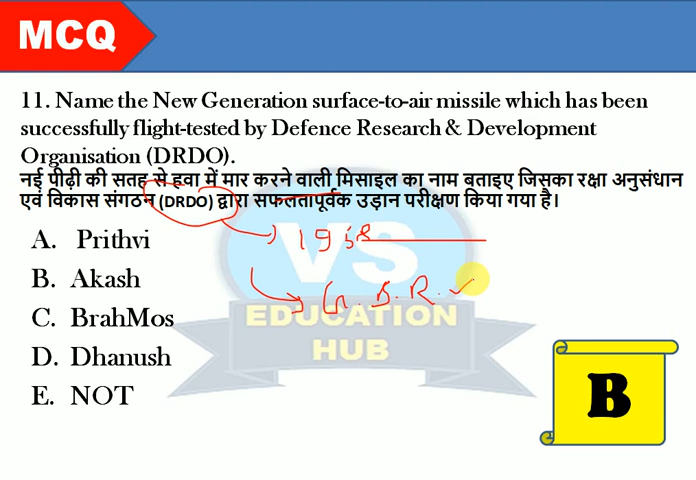 MCQ
11. Name the New Generation surface-to-air missile which has been
successfully flight-tested by Defence Research & Development
Organisation (DRDO).
नई पीढ़ी की सतह से हवा में मार करने वाली मिसाइल का नाम बताइए जिसका रक्षा अनुसंधान
एवं विकास संगठन (DRDO) द्वारा सफलतापूर्वक उड़ान परीक्षण किया गया है।
1958
A. Prithvi
B. Akash
G.S.R.
C. BrahMos
D. Dhanush
E. NOT
VS
EDUCATION
HUB
B